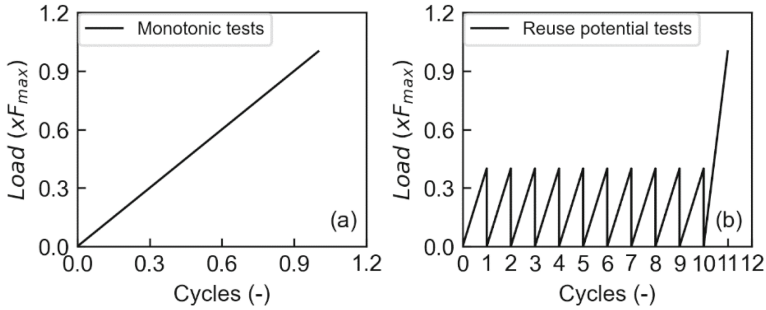 Monotonic tests
Load (xFmax)
1.2
0.9
0.6
0.3
0.0
(a)
0.0 0.3 0.6 0.9 1.2
Cycles (-)
Reuse potential tests
Load (xFmax)
1.2
0.9
0.6
0.3
0.0
(b)
0 1 2 3 4 5 6 7 8 9 10 11 12
Cycles (-)